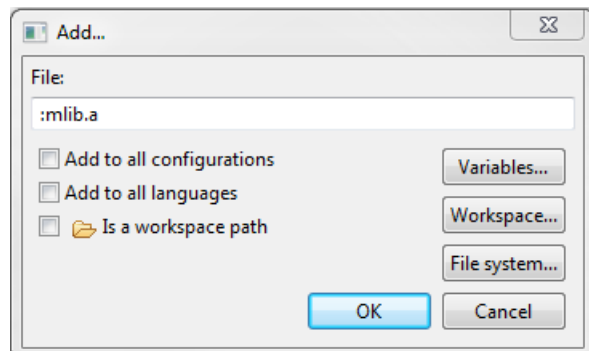 Add...
File:
:mlib.a
Add to all configurations
Variables...
Add to all languages
Workspace...
Is a workspace path
File system...
OK
Cancel